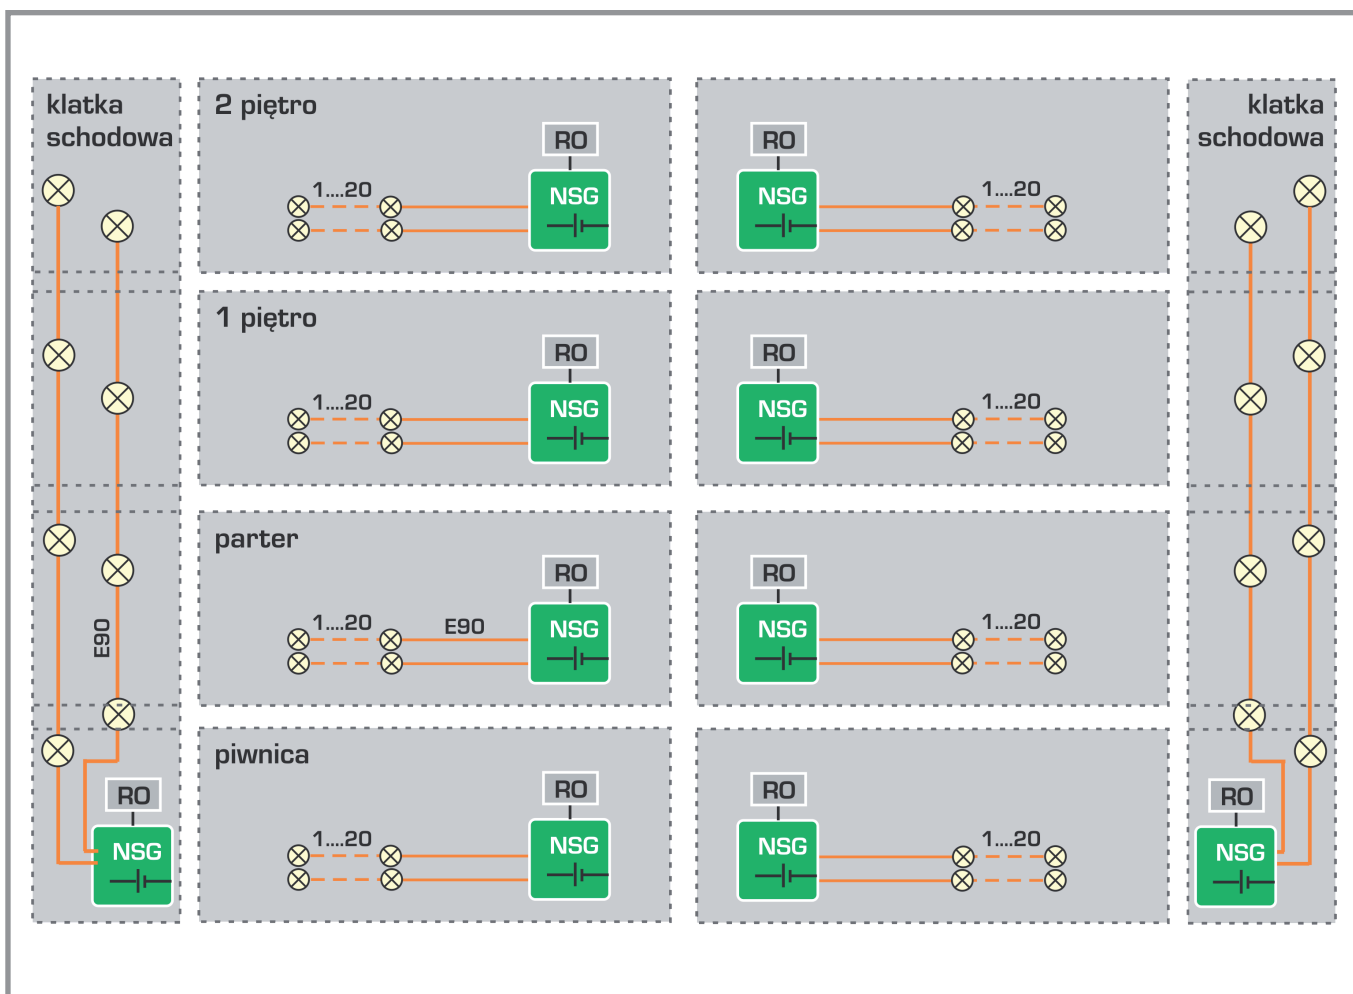 klatka
schodowa
2 piętro
RO
NSG
1....20
RO
NSG
1....20
klatka
schodowa
1 piętro
RO
NSG
1....20
RO
NSG
1....20
parter
RO
NSG
1....20
E90
RO
NSG
1....20
E90
piwnica
RO
NSG
1....20
RO
NSG
1....20
RO
NSG
RO
NSG